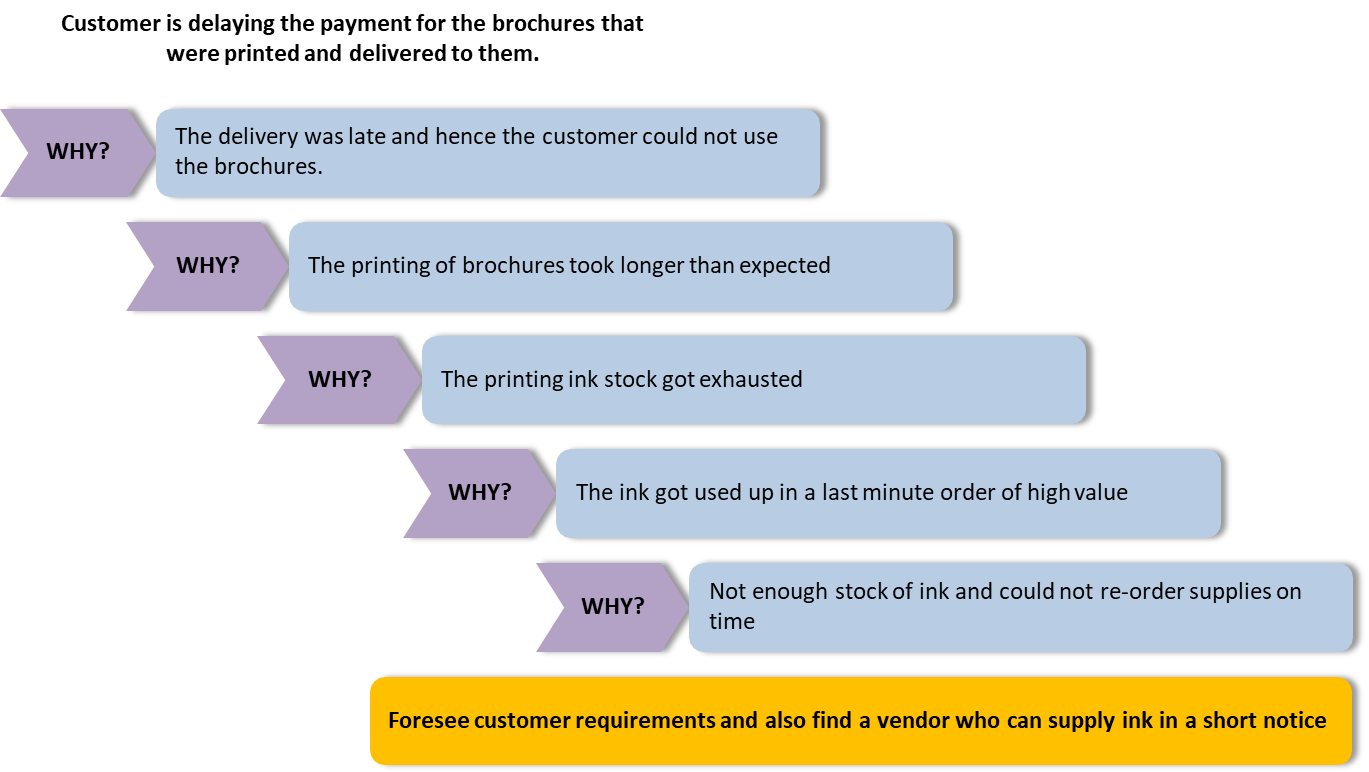 Customer is delaying the payment for the brochures that
were printed and delivered to them.
WHY?
The delivery was late and hence the customer could not use
the brochures.
WHY?
The printing of brochures took longer than expected
WHY?
The printing ink stock got exhausted
WHY?
The ink got used up in a last minute order of high value
WHY?
Not enough stock of ink and could not re-order supplies on
time
Foresee customer requirements and also find a vendor who can supply ink in a short notice